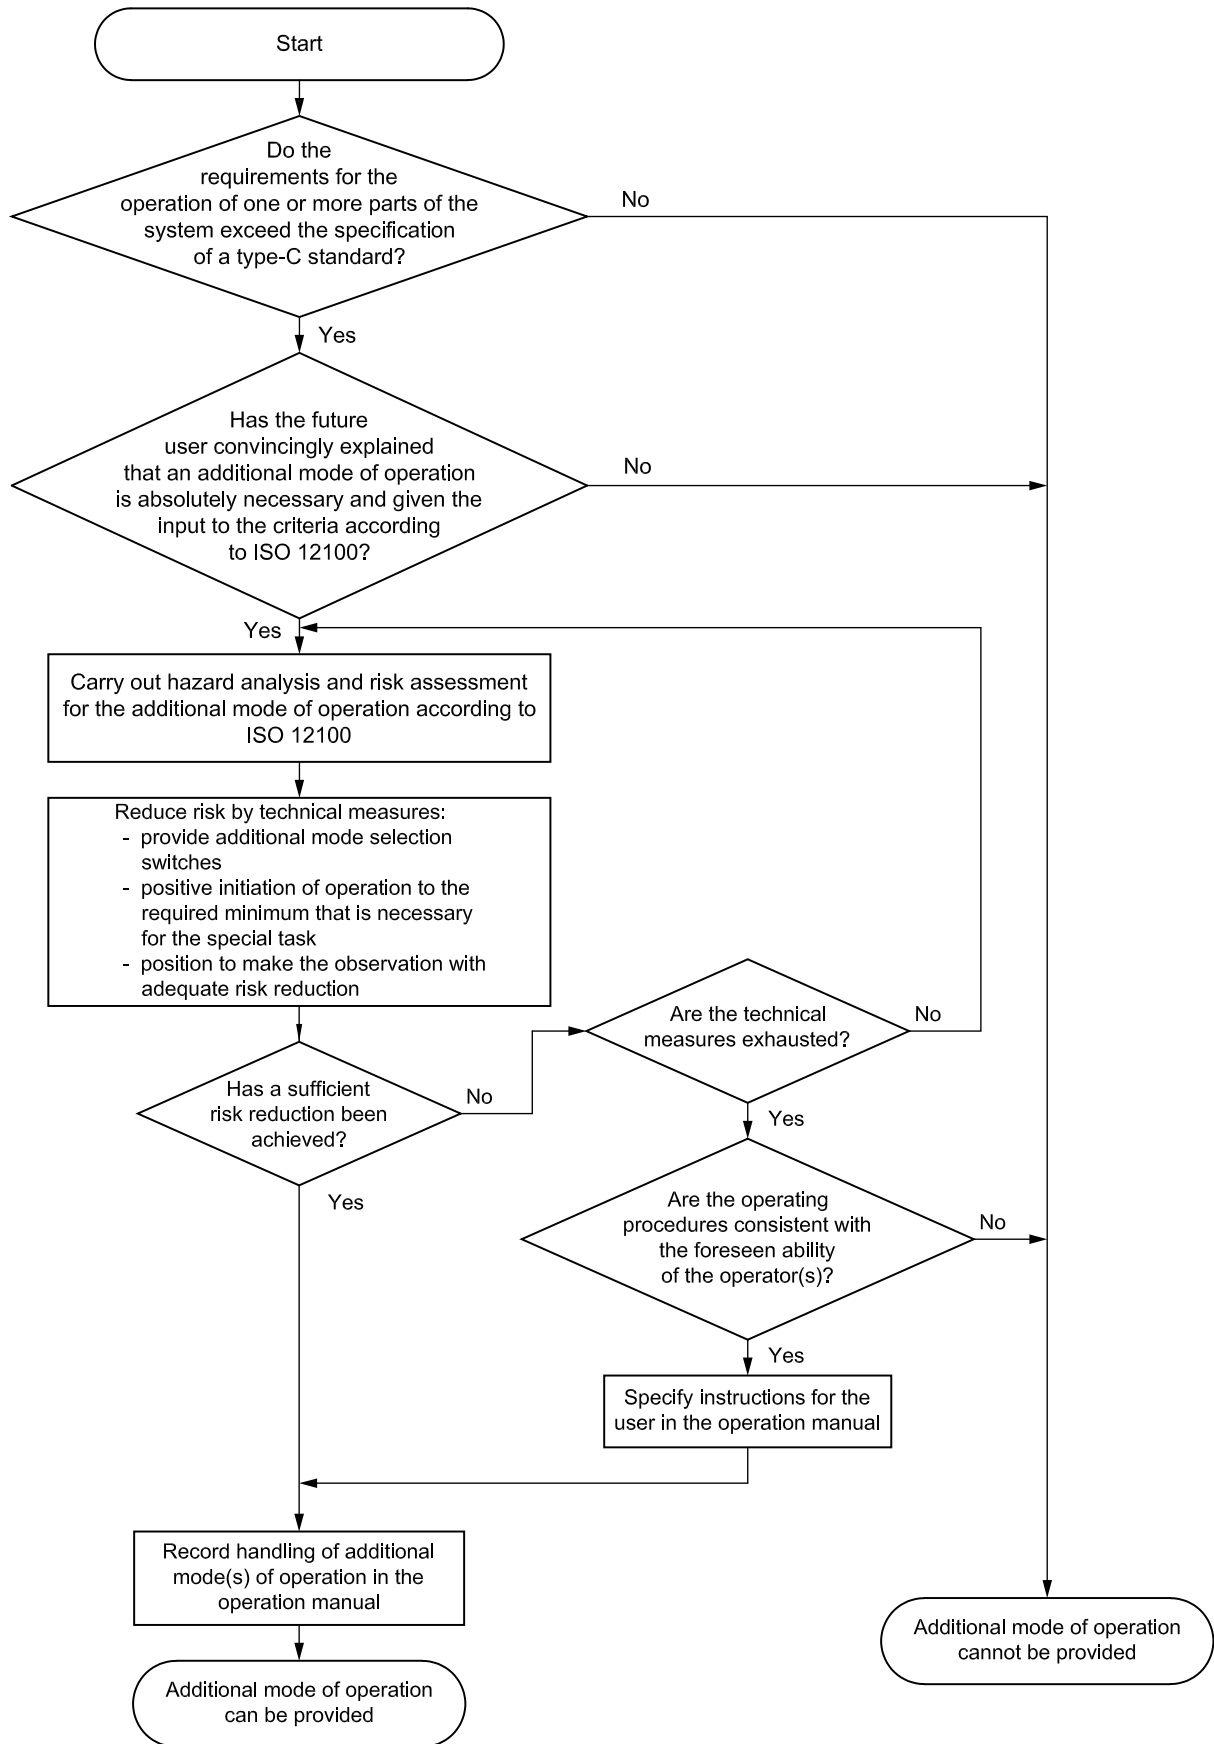 Start
Do the
requirements for the
operation of one or more parts of the
system exceed the specification
of a type-C standard?
No
Yes
Has the future
user convincingly explained
that an additional mode of operation
is absolutely necessary and given the
input to the criteria according
to ISO 12100?
No
Yes
Carry out hazard analysis and risk assessment
for the additional mode of operation according to
ISO 12100
Reduce risk by technical measures:
- provide additional mode selection
switches
- positive initiation of operation to the
required minimum that is necessary
for the special task
- position to make the observation with
adequate risk reduction
Are the technical
measures exhausted?
No
Has a sufficient
risk reduction been
achieved?
No
Yes
Yes
Are the operating
procedures consistent with
the foreseen ability
of the operator(s)?
No
Yes
Specify instructions for the
user in the operation manual
Record handling of additional
mode(s) of operation in the
operation manual
Additional mode of operation
cannot be provided
Additional mode of operation
can be provided